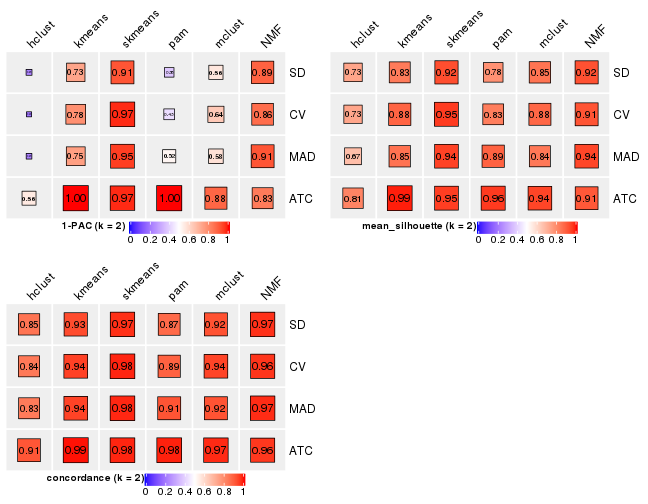 hclust kmeans skmeans pam mclust NMF
0.73 0.91 0.56 0.89 SD
0.78 0.97 0.64 0.86 CV
0.75 0.95 0.52 0.58 0.91 MAD
0.56 1.00 0.97 1.00 0.88 0.83 ATC
1-PAC (k = 2)
0 0.2 0.4 0.6 0.8 1
hclust kmeans skmeans pam mclust NMF
0.73 0.83 0.92 0.78 0.85 0.92 SD
0.73 0.88 0.95 0.83 0.88 0.91 CV
0.67 0.85 0.94 0.89 0.84 0.94 MAD
0.81 0.99 0.95 0.96 0.94 0.91 ATC
mean_silhouette (k = 2)
0 0.2 0.4 0.6 0.8 1
hclust kmeans skmeans pam mclust NMF
0.85 0.93 0.97 0.87 0.92 0.97 SD
0.84 0.94 0.98 0.89 0.94 0.96 CV
0.83 0.94 0.98 0.91 0.92 0.97 MAD
0.91 0.99 0.98 0.98 0.97 0.96 ATC
concordance (k = 2)
0 0.2 0.4 0.6 0.8 1